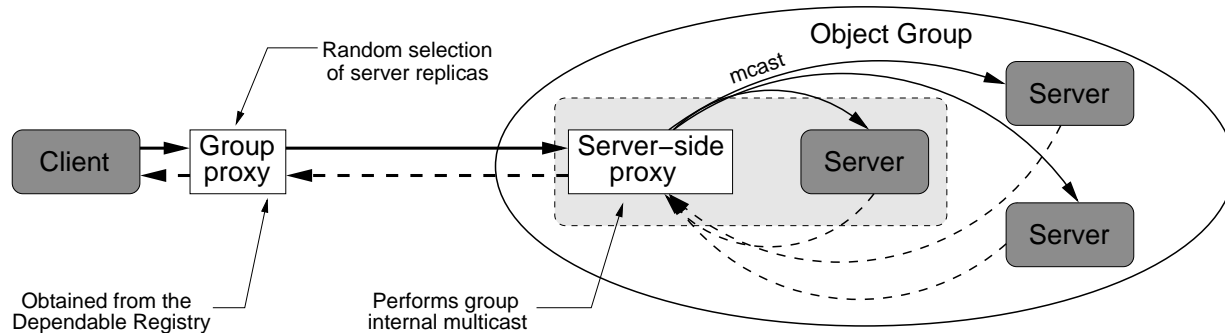 Random selection
of server replicas
Object Group
mcast
Server
Client
Group
proxy
Server–side
proxy
Server
Server
Obtained from the
Dependable Registry
Performs group
internal multicast